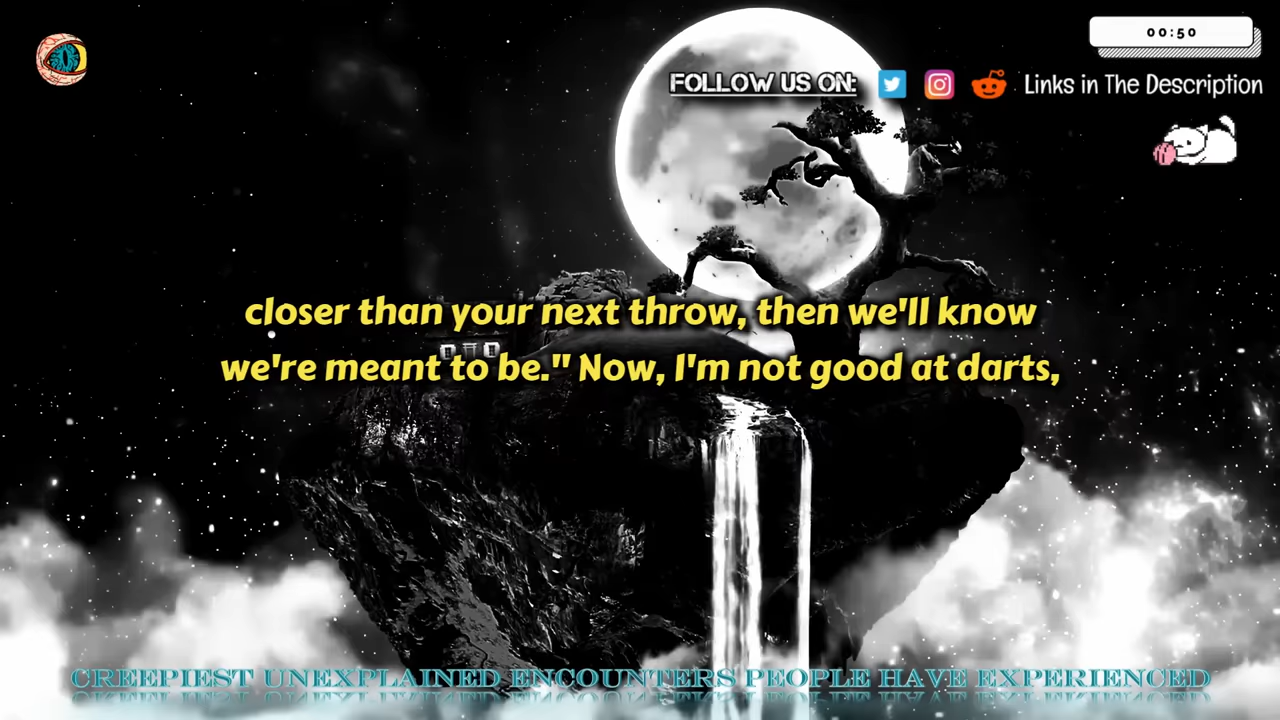 00:50
FOLLOW US ON:
Links in The Description
closer than your next throw, then we'll know
we're meant to be." Now, I'm not good at darts,
CREEPIEST UNEXPLAINED ENCOUNTERS PEOPLE HAVE EXPERIENCED